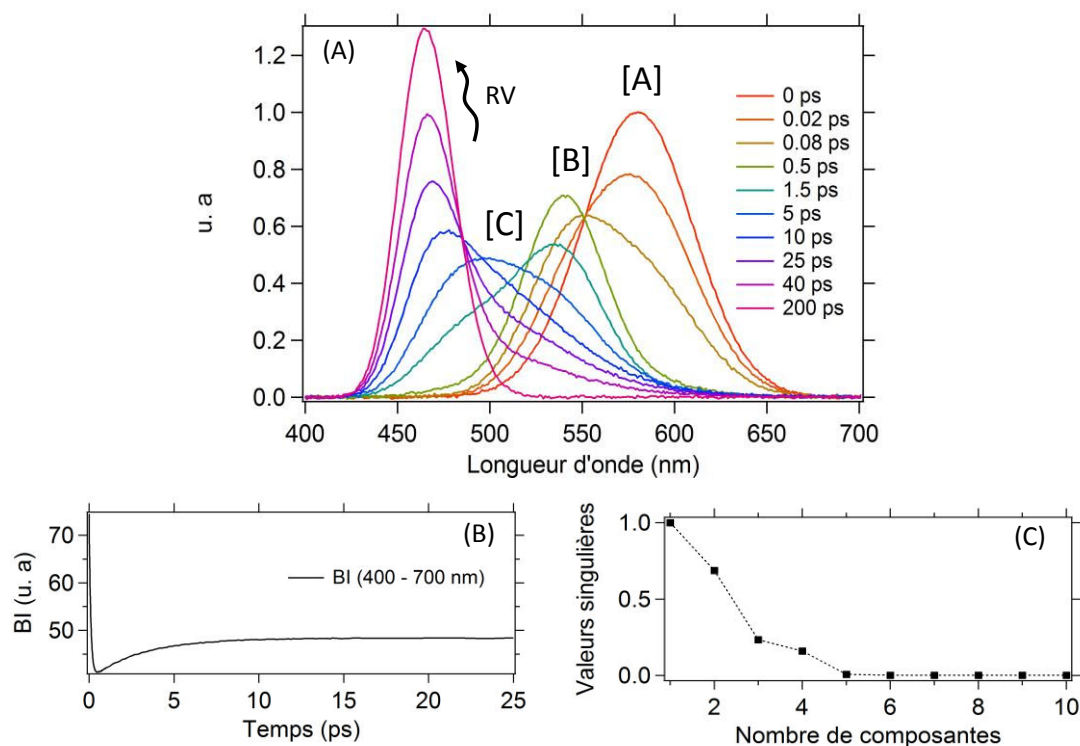 (A)
RV
[A]
[B]
[C]
0 ps
0.02 ps
0.08 ps
0.5 ps
1.5 ps
5 ps
10 ps
25 ps
40 ps
200 ps
u. a
1.2
1.0
0.8
0.6
0.4
0.2
0.0
400 450 500 550 600 650 700
Longueur d'onde (nm)
(B)
BI (400 - 700 nm)
BI (u. a)
70
60
50
0 5 10 15 20 25
Temps (ps)
(C)
Valeurs singulières
1.0
0.5
0.0
2 4 6 8 10
Nombre de composantes